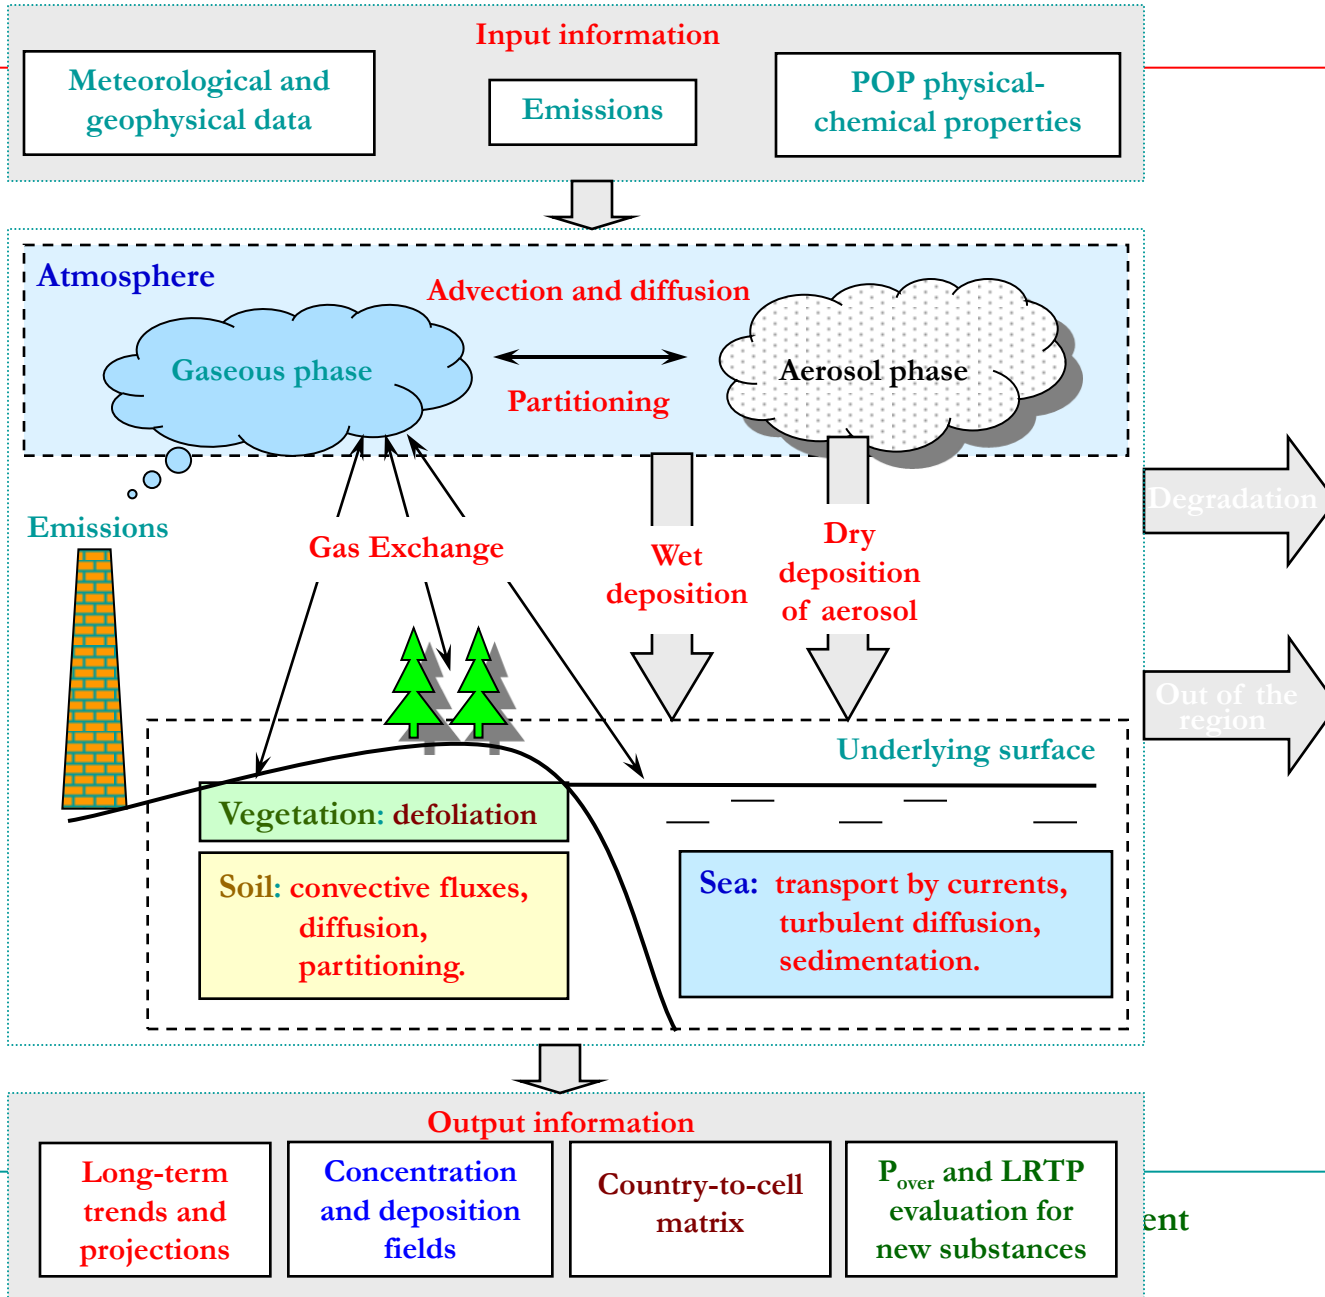 Input information
Meteorological and
geophysical data
Emissions
POP physical-
chemical properties
Atmosphere
Advection and diffusion
Gaseous phase
Aerosol phase
Partitioning
Degradation
Emissions
Gas Exchange
Wet
deposition
Dry
deposition
of aerosol
Out of the
region
Underlying surface
Vegetation: defoliation
Soil: convective fluxes,
diffusion,
partitioning.
Sea: transport by currents,
turbulent diffusion,
sedimentation.
Output information
Long-term
trends and
projections
Concentration
and deposition
fields
Country-to-cell
matrix
Pover and LRTP
evaluation for
new substances